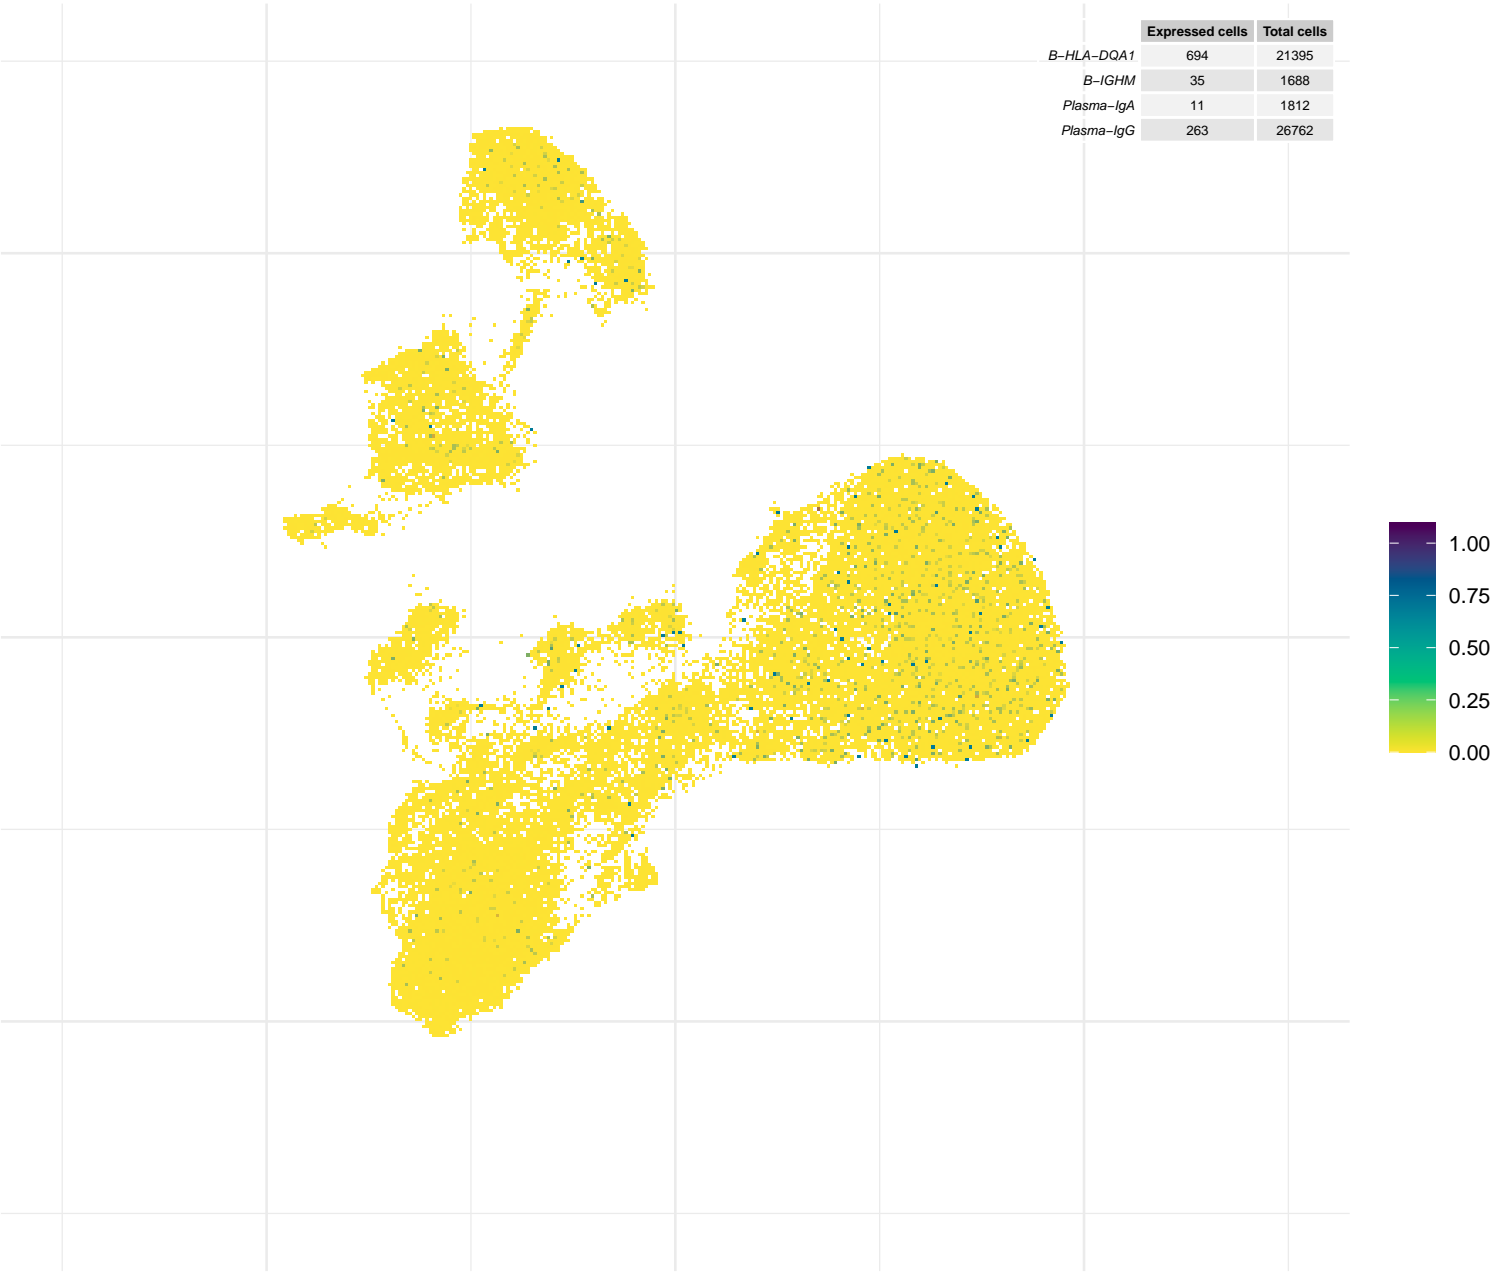 Expressed cells Total cells
B−HLA−DQA1 694 21395
B−IGHM 35 1688
Plasma−IgA 11 1812
Plasma−IgG 263 26762
1.00
0.75
0.50
0.25
0.00